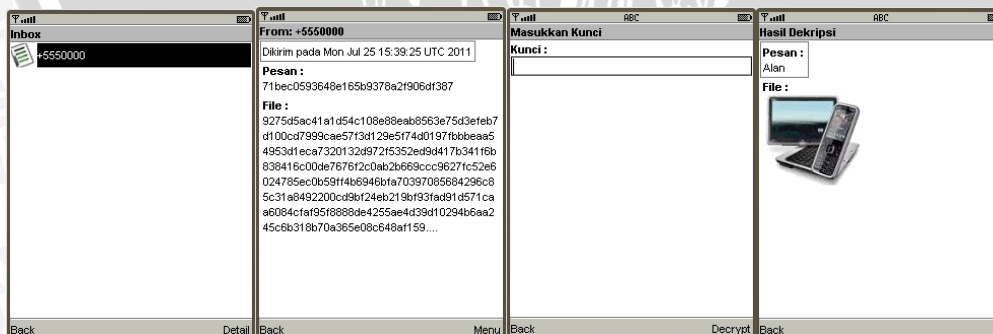 Inbox
+5550000
Back Detail
From: +5550000
Dikirim pada Mon Jul 25 15:39:25 UTC 2011
Pesan :
71bec0593648e165b9378a2f906df387
File :
9275d5ac41a1d54c108e88eab8563e75d3efeb7
d100cd7999cae57f3d129e5f74d0197fbbbeaa5
4953d1eca7320132d972f5352ed9d417b341f6b
838416c00de7676f2c0ab2b669ccc9627fc52e6
024785ec0b59ff4b6946bfa70397085684296c8
5c31a8492200cd9bf24eb219bf93fad91d571ca
a6084cfaf95f8888de4255ae4d39d10294b6aa2
45c6b318b70a365e08c648af159....
Back Menu
ABC
Masukkan Kunci
Kunci :
Back Decrypt
ABC
Hasil Dekripsi
Pesan :
Alan
File :
Back